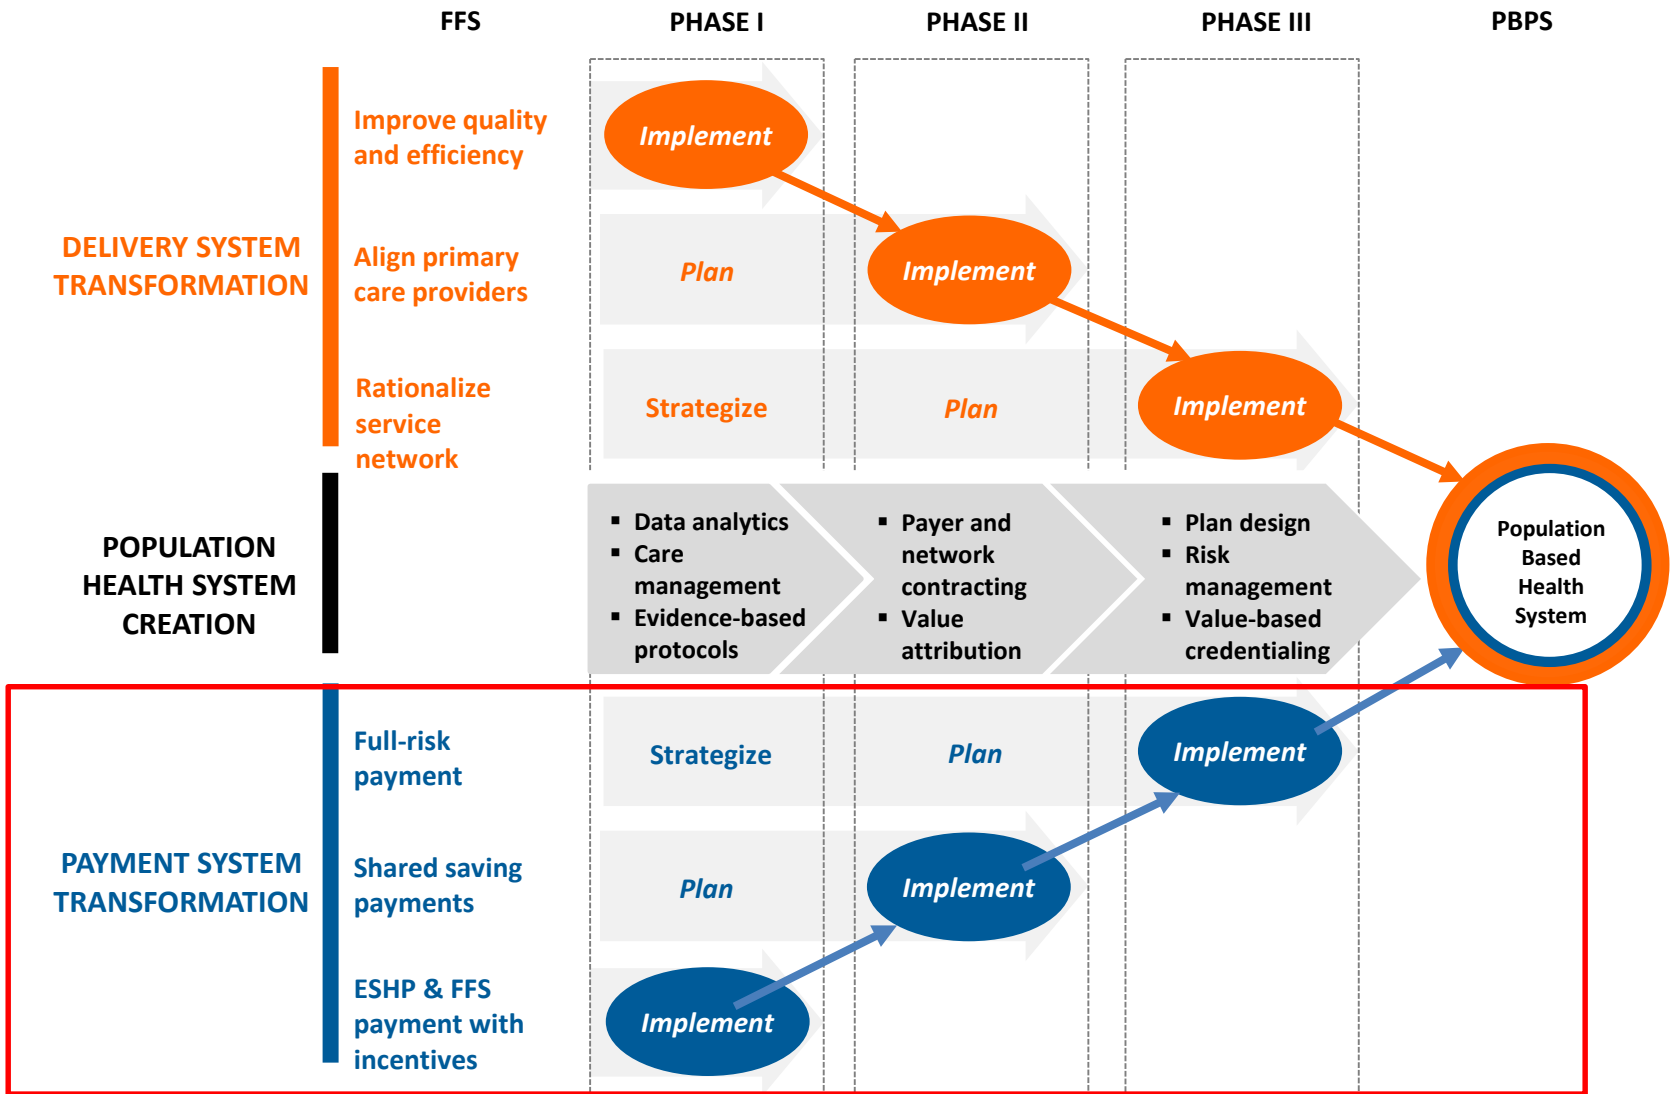 FFS
PHASE I
PHASE II
PHASE III
PBPS
DELIVERY SYSTEM
TRANSFORMATION
Improve quality
and efficiency
Implement
Align primary
care providers
Plan
Implement
Rationalize
service
network
Strategize
Plan
Implement
POPULATION
HEALTH SYSTEM
CREATION
▪ Data analytics
▪ Care
management
▪ Evidence-based
protocols
▪ Payer and
network
contracting
▪ Value
attribution
▪ Plan design
▪ Risk
management
▪ Value-based
credentialing
Population
Based
Health
System
PAYMENT SYSTEM
TRANSFORMATION
Full-risk
payment
Strategize
Plan
Implement
Shared saving
payments
Plan
Implement
ESHP & FFS
payment with
incentives
Implement